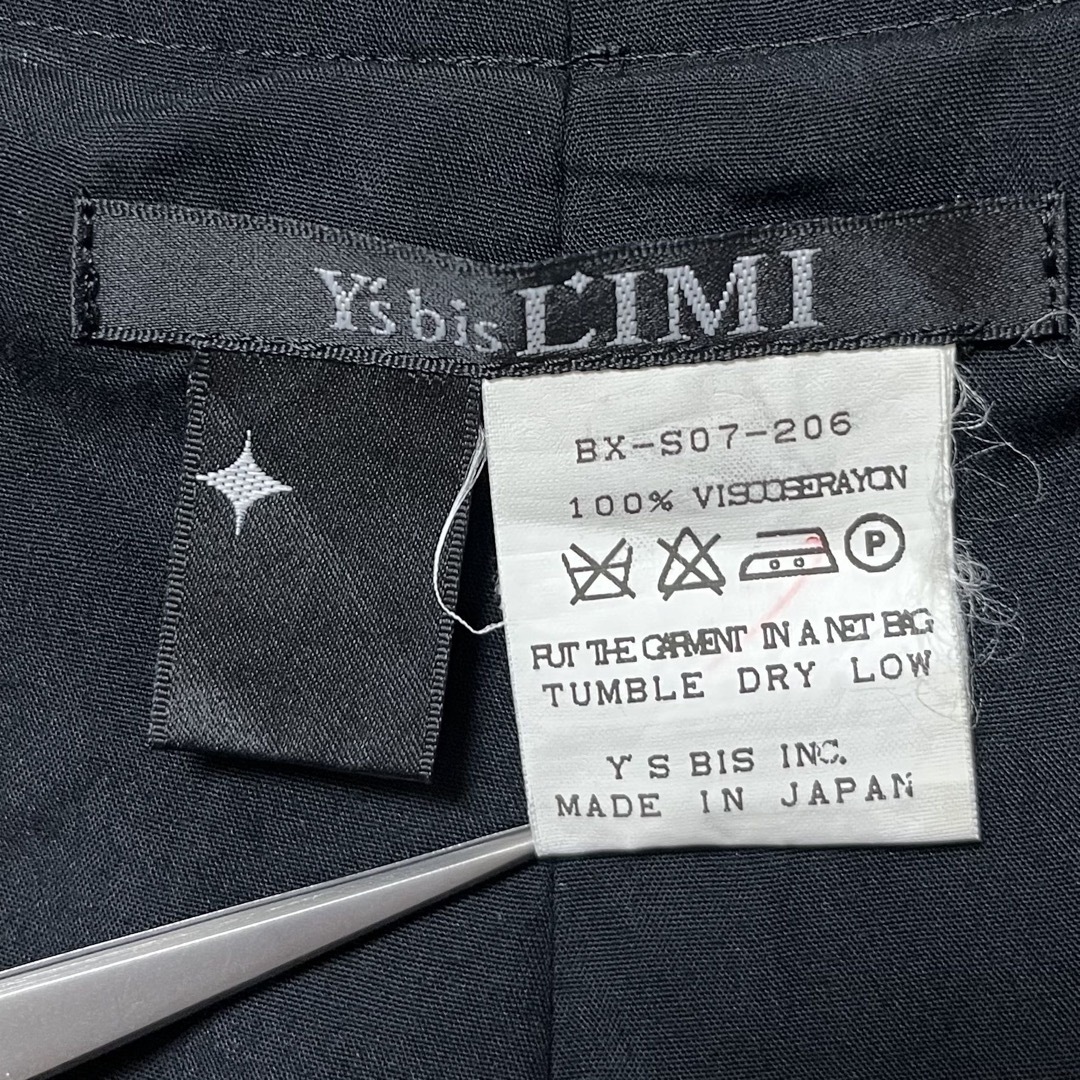 Y's bis LIMI
BX-S07-206
100% VISCOSERAYON
P
PUT THE GARMENT IN A NET BAG
TUMBLE DRY LOW
Y'S BIS INC.
MADE IN JAPAN